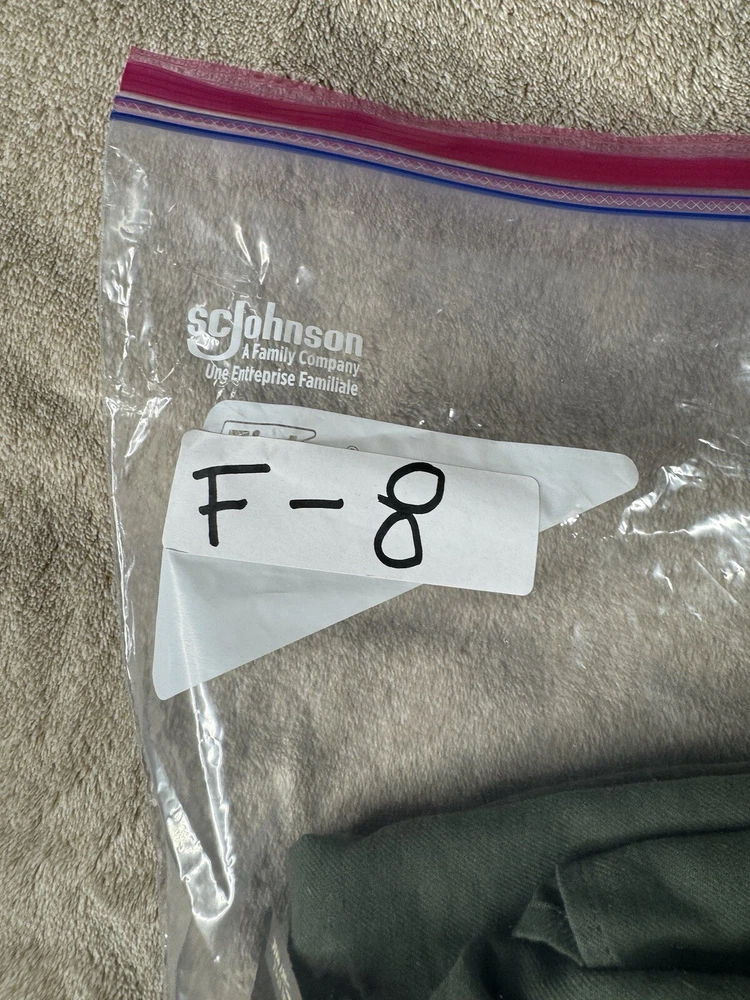 scjohnson
A Family Company
Une Entreprise Familiale
F - 8